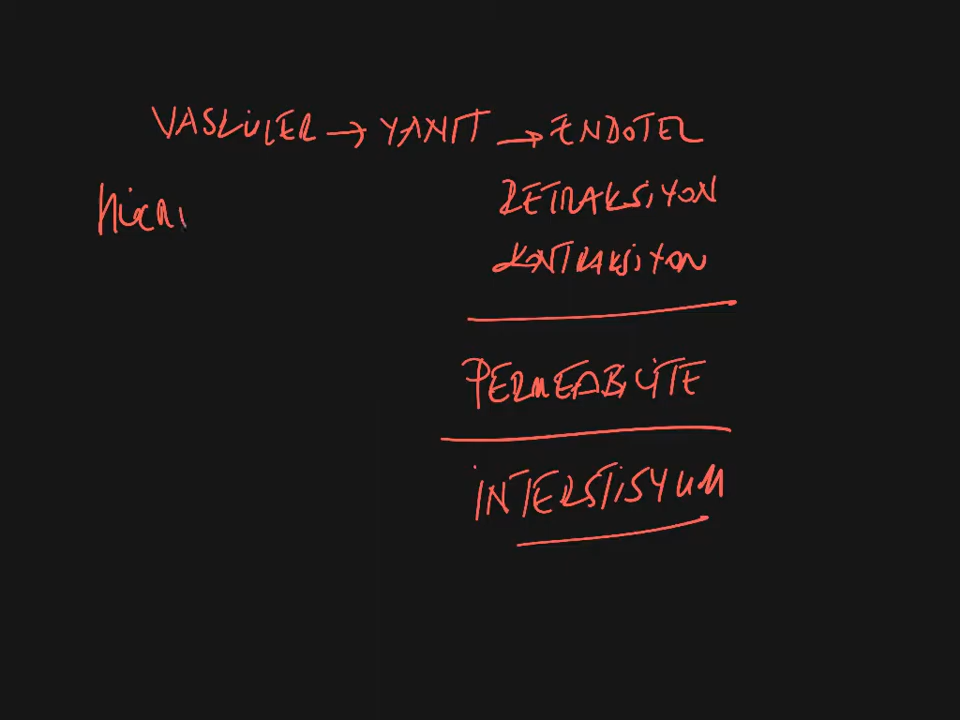 VASKÜLER → YANIT → ENDOTEL
RETRAKSİYON
KONTRAKSİYON
PERMEABİLİTE
İNTERSTİSYUM